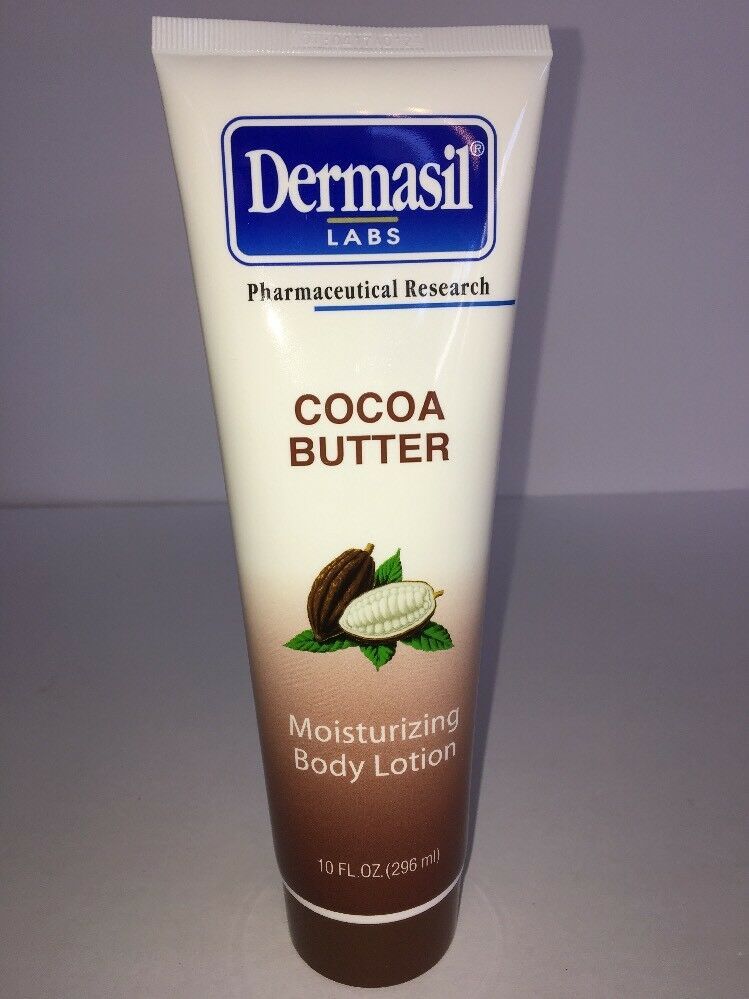 Dermasil®
LABS
Pharmaceutical Research
COCOA
BUTTER
Moisturizing
Body Lotion
10 FL.OZ.(296 ml)